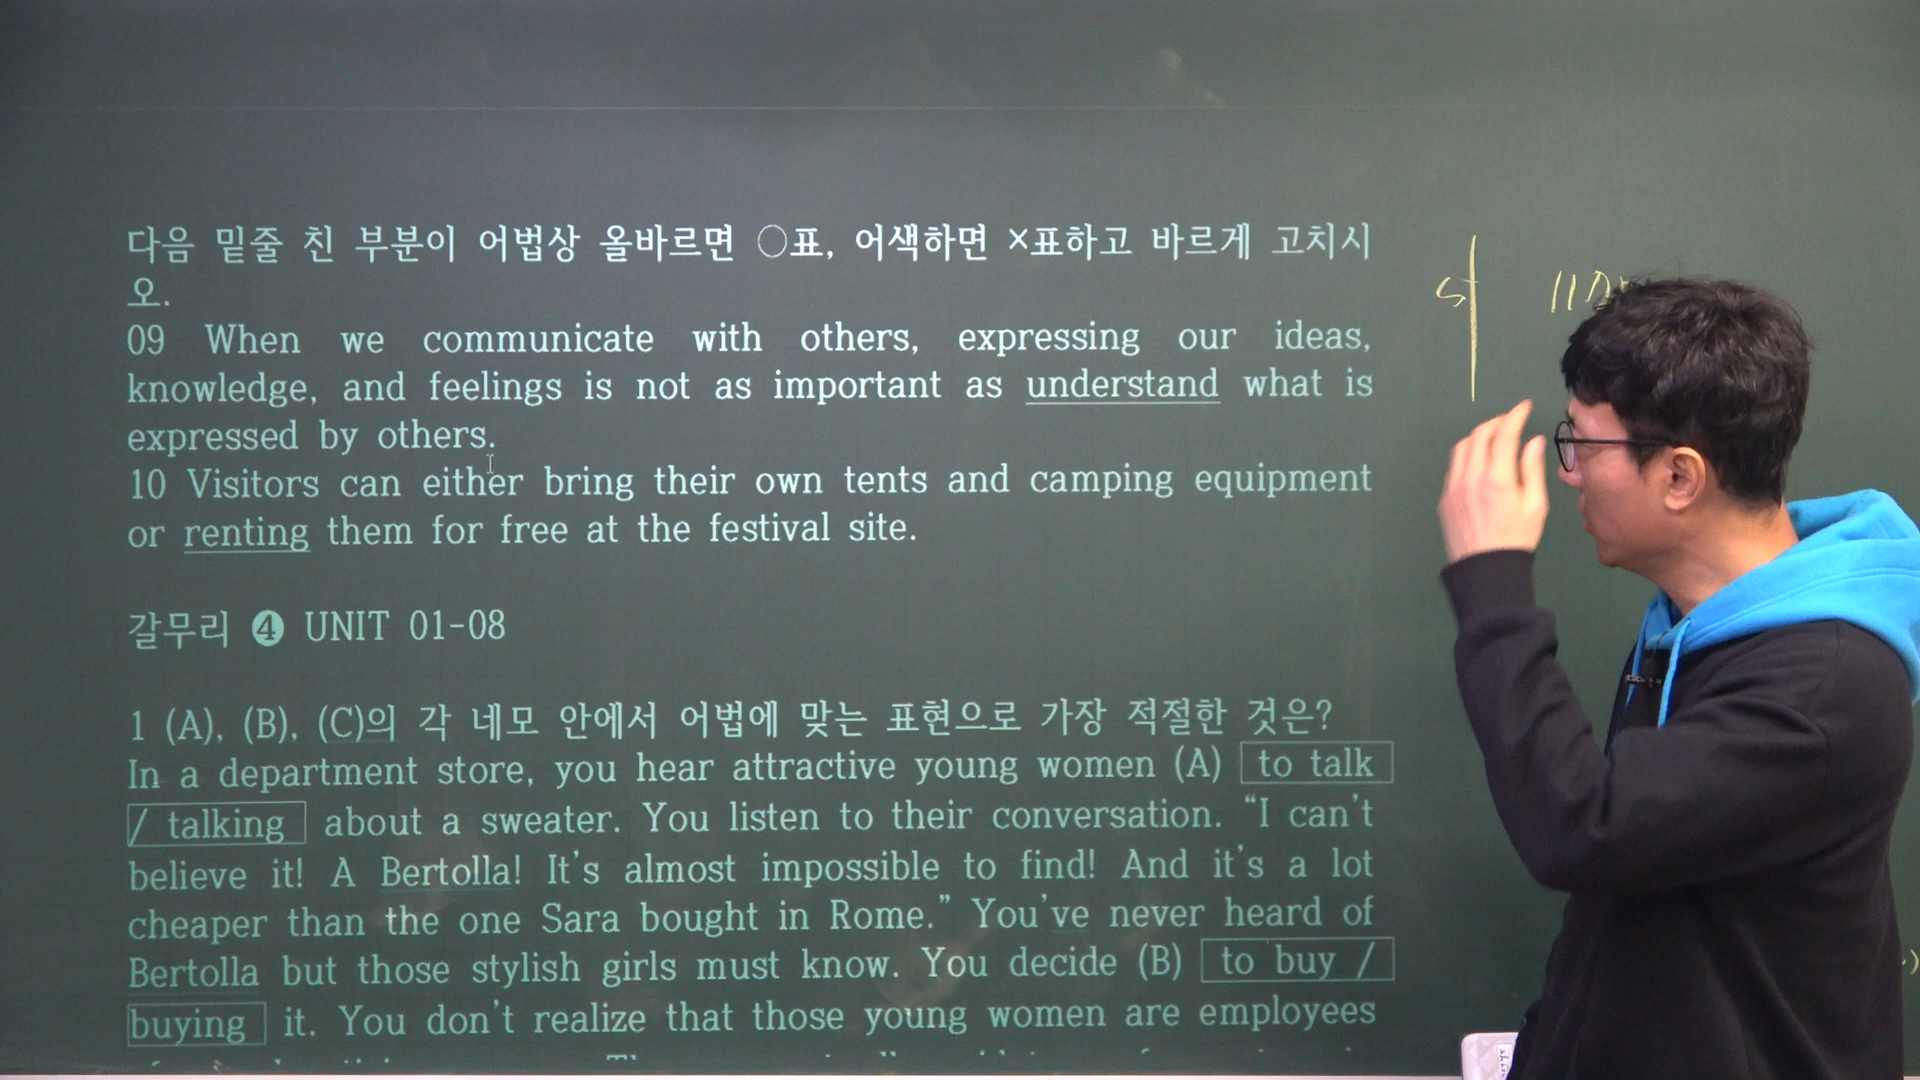 다음 밑줄 친 부분이 어법상 올바르면 ○표, 어색하면 ×표하고 바르게 고치시
오.
09 When we communicate with others, expressing our ideas,
knowledge, and feelings is not as important as understand what is
expressed by others.
10 Visitors can either bring their own tents and camping equipment
or renting them for free at the festival site.
갈무리 ❹ UNIT 01-08
1 (A), (B), (C)의 각 네모 안에서 어법에 맞는 표현으로 가장 적절한 것은?
In a department store, you hear attractive young women (A) to talk
/ talking about a sweater. You listen to their conversation. “I can’t
believe it! A Bertolla! It’s almost impossible to find! And it’s a lot
cheaper than the one Sara bought in Rome.” You’ve never heard of
Bertolla but those stylish girls must know. You decide (B) to buy /
buying it. You don’t realize that those young women are employees